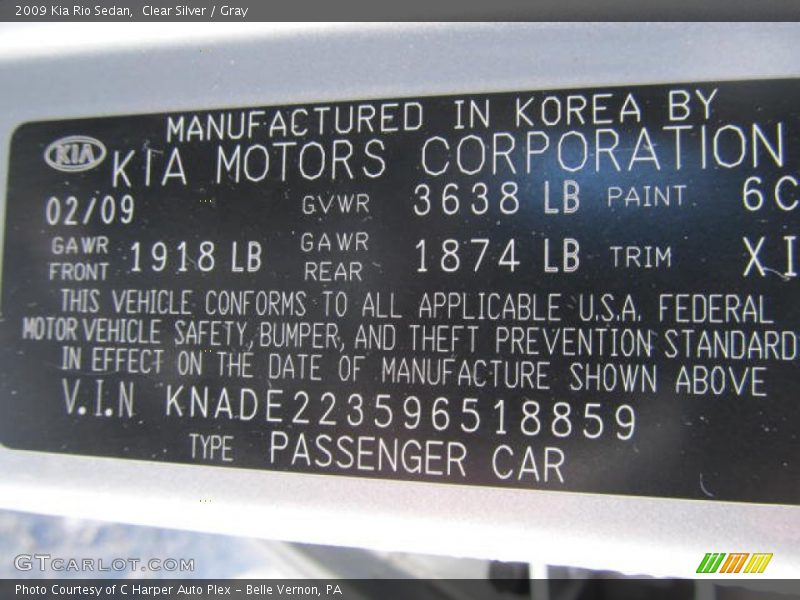 2009 Kia Rio Sedan,  Clear Silver / Gray
MANUFACTURED IN KOREA BY
KIA KIA MOTORS CORPORATION
02/09 GVWR 3638 LB PAINT 6C
GAWR FRONT 1918 LB GAWR REAR 1874 LB TRIM XI
THIS VEHICLE CONFORMS TO ALL APPLICABLE U.S.A. FEDERAL
MOTOR VEHICLE SAFETY, BUMPER, AND THEFT PREVENTION STANDARD
IN EFFECT ON THE DATE OF MANUFACTURE SHOWN ABOVE
V.I.N KNADE223596518859
TYPE PASSENGER CAR
GTCARLOT.COM
Photo Courtesy of C Harper Auto Plex - Belle Vernon, PA